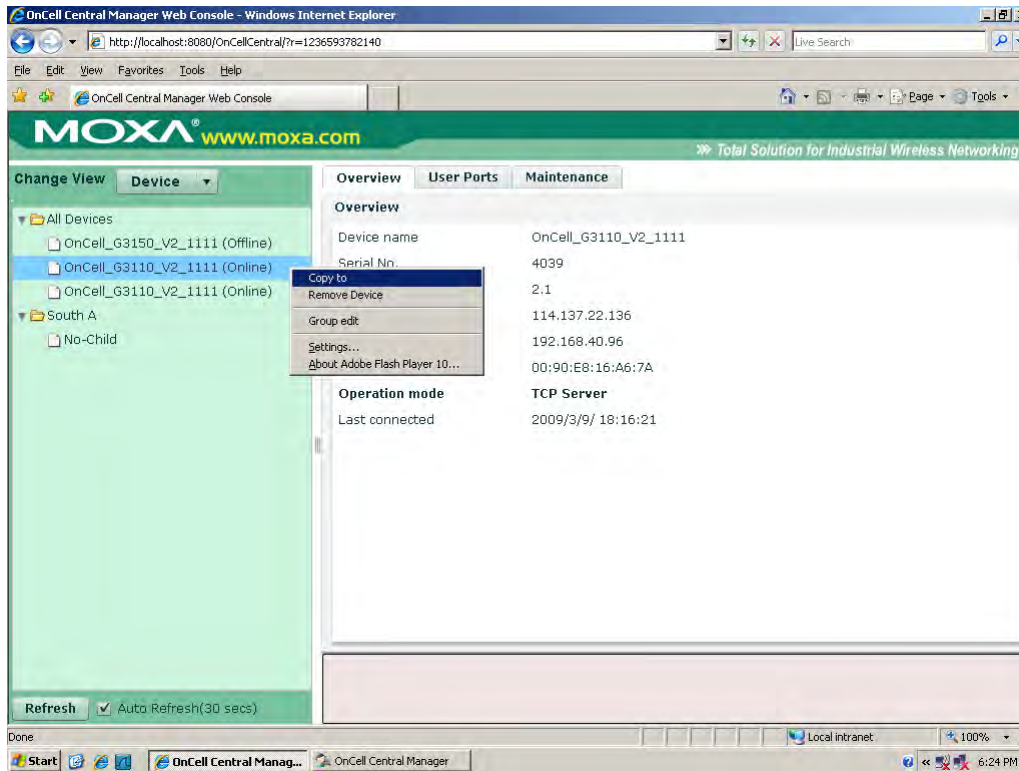 OnCell Central Manager Web Console - Windows Internet Explorer
http://localhost:8080/OnCellCentral/?r=1236593782140
Live Search
File Edit View Favorites Tools Help
OnCell Central Manager Web Console
Page Tools
MOXA® www.moxa.com
Total Solution for Industrial Wireless Networking
Change View Device
Overview User Ports Maintenance
All Devices
OnCell_G3150_V2_1111 (Offline)
OnCell_G3110_V2_1111 (Online)
OnCell_G3110_V2_1111 (Online)
South A
No-Child
Overview
Device name OnCell_G3110_V2_1111
Serial No. 4039
2.1
114.137.22.136
192.168.40.96
00:90:E8:16:A6:7A
Operation mode TCP Server
Last connected 2009/3/9/ 18:16:21
Copy to
Remove Device
Group edit
Settings...
About Adobe Flash Player 10...
Refresh Auto Refresh(30 secs)
Done Local intranet 100%
Start OnCell Central Manag... OnCell Central Manager 6:24 PM